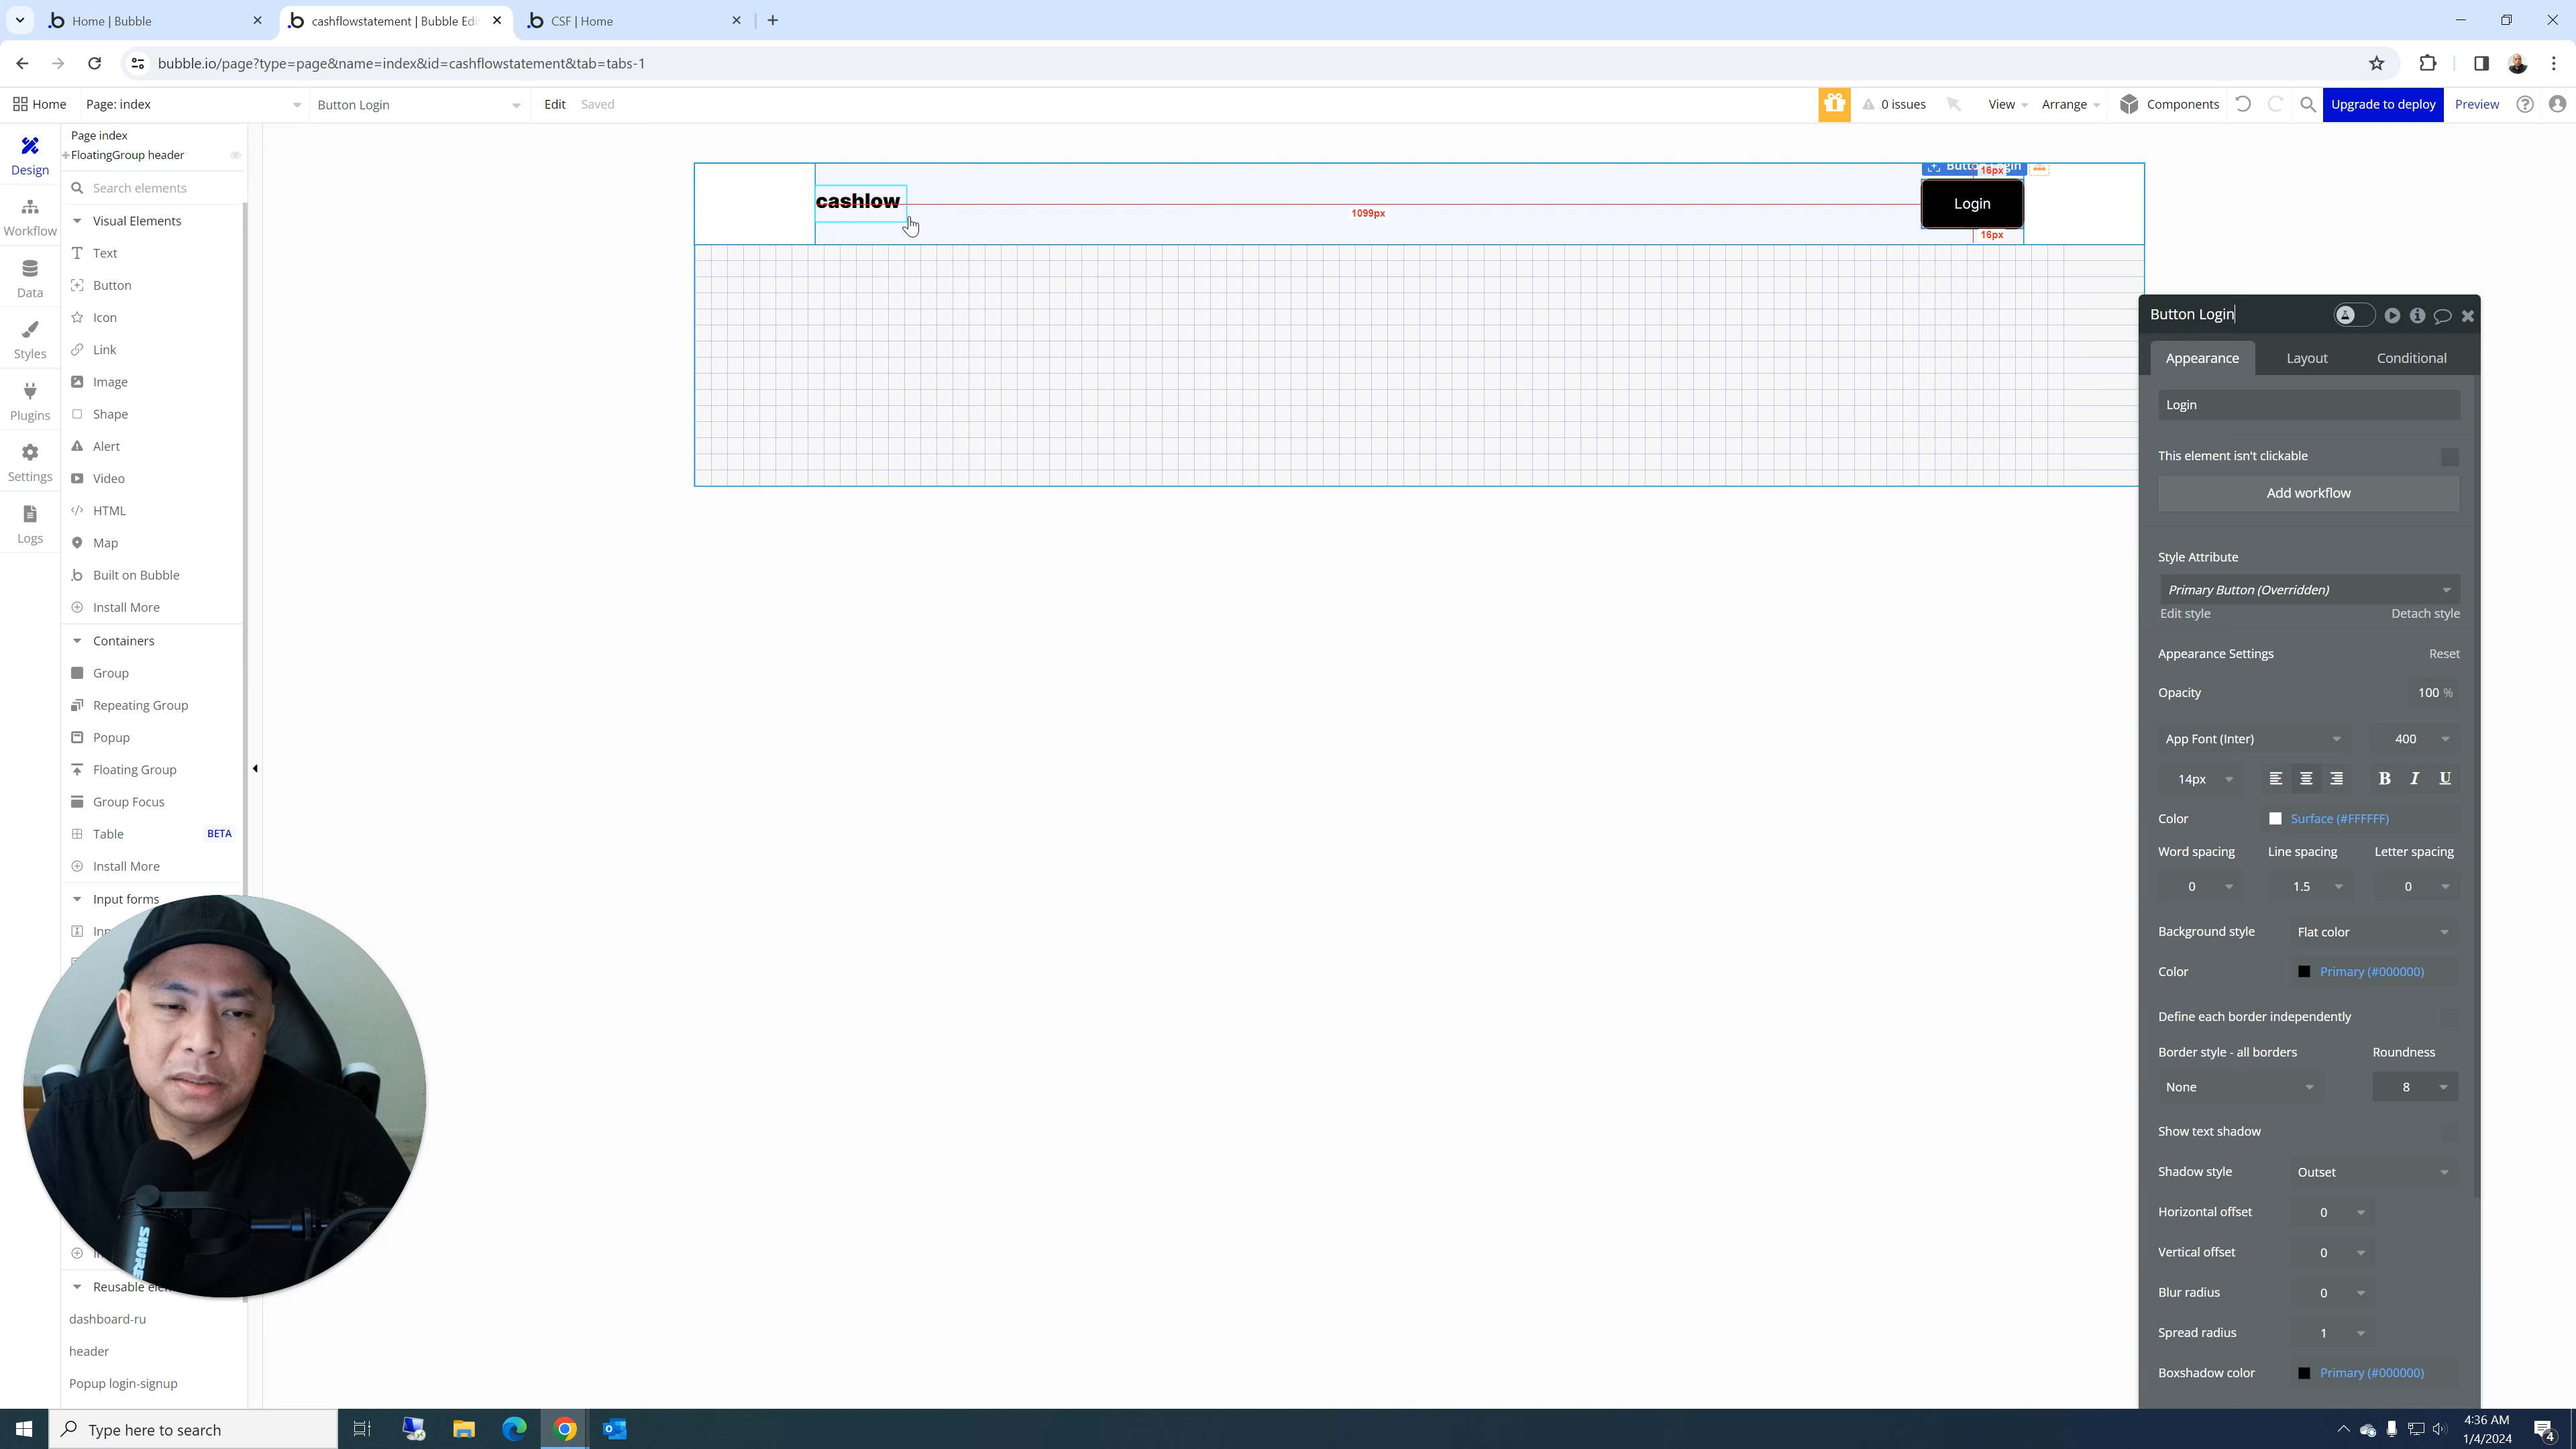 Home | Bubble
cashflowstatement | Bubble Edi
CSF | Home
bubble.io/page?type=page&name=index&id=cashflowstatement&tab=tabs-1
Home
Page: index
Button Login
Edit
Saved
0 issues
View
Arrange
Components
Upgrade to deploy
Preview
Design
Workflow
Data
Styles
Plugins
Settings
Logs
Page index
+FloatingGroup header
Search elements
Visual Elements
Text
Button
Icon
Link
Image
Shape
Alert
Video
HTML
Map
Built on Bubble
Install More
Containers
Group
Repeating Group
Popup
Floating Group
Group Focus
Table
BETA
Install More
Input forms
dashboard-ru
header
Popup login-signup
cashlow
1099px
16px
Login
16px
Button Login
Appearance
Layout
Conditional
Login
This element isn't clickable
Add workflow
Style Attribute
Primary Button (Overridden)
Edit style
Detach style
Appearance Settings
Reset
Opacity
100 %
App Font (Inter)
400
14px
B I U
Color
Surface (#FFFFFF)
Word spacing
Line spacing
Letter spacing
0
1.5
0
Background style
Flat color
Color
Primary (#000000)
Define each border independently
Border style - all borders
Roundness
None
8
Show text shadow
Shadow style
Outset
Horizontal offset
0
Vertical offset
0
Blur radius
0
Spread radius
1
Boxshadow color
Primary (#000000)
SHURE
Type here to search
4:36 AM
1/4/2024
4